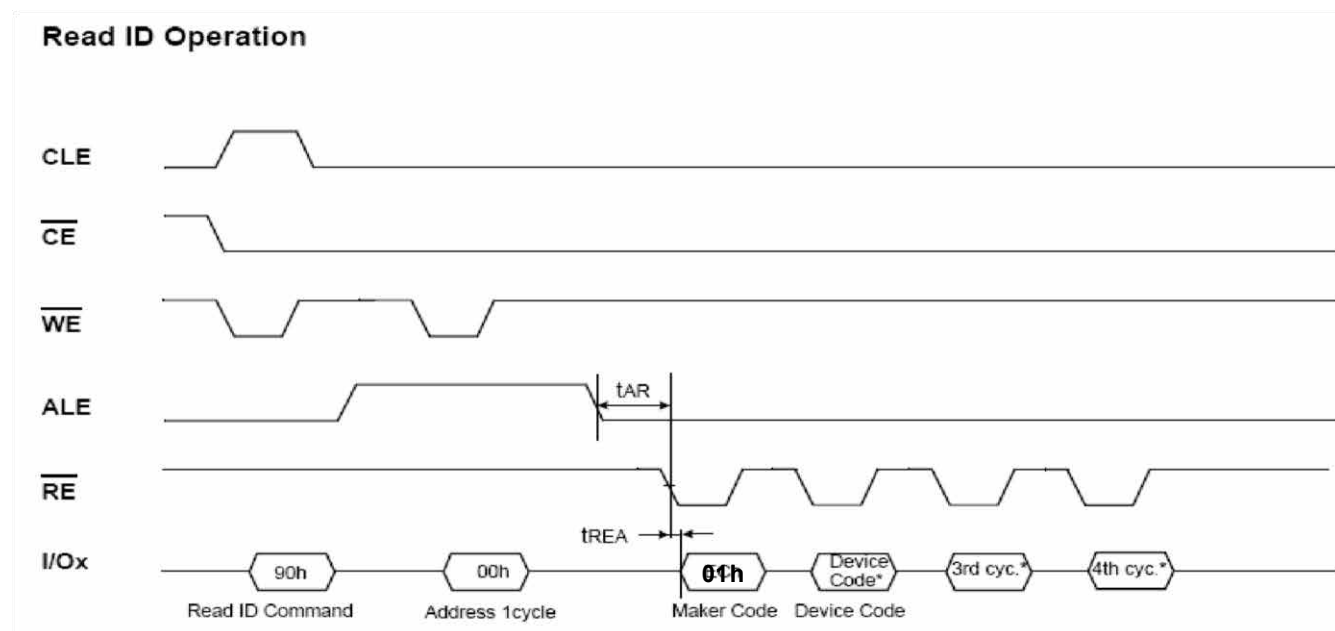 Read ID Operation
CLE
CE
WE
ALE
tAR
RE
tREA
I/Ox
90h
00h
01h
Device
Code*
3rd cyc.*
4th cyc.*
Read ID Command
Address 1cycle
Maker Code
Device Code